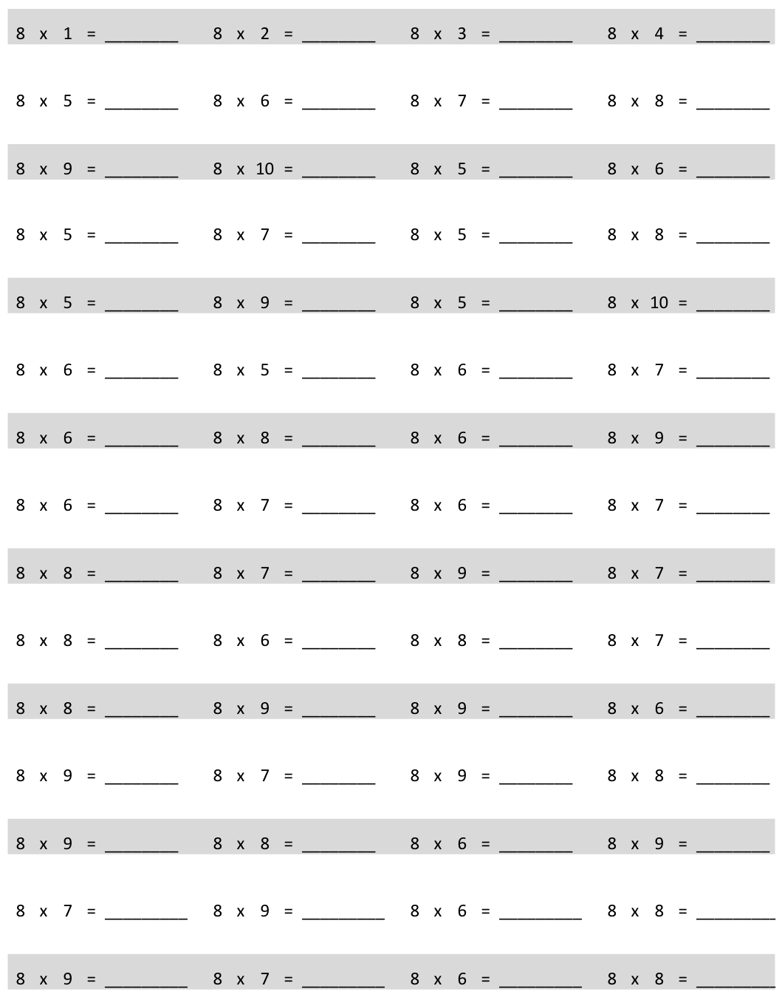 8 x 1 = ________ 8 x 2 = ________ 8 x 3 = ________ 8 x 4 = ________
8 x 5 = ________ 8 x 6 = ________ 8 x 7 = ________ 8 x 8 = ________
8 x 9 = ________ 8 x 10 = ________ 8 x 5 = ________ 8 x 6 = ________
8 x 5 = ________ 8 x 7 = ________ 8 x 5 = ________ 8 x 8 = ________
8 x 5 = ________ 8 x 9 = ________ 8 x 5 = ________ 8 x 10 = ________
8 x 6 = ________ 8 x 5 = ________ 8 x 6 = ________ 8 x 7 = ________
8 x 6 = ________ 8 x 8 = ________ 8 x 6 = ________ 8 x 9 = ________
8 x 6 = ________ 8 x 7 = ________ 8 x 6 = ________ 8 x 7 = ________
8 x 8 = ________ 8 x 7 = ________ 8 x 9 = ________ 8 x 7 = ________
8 x 8 = ________ 8 x 6 = ________ 8 x 8 = ________ 8 x 7 = ________
8 x 8 = ________ 8 x 9 = ________ 8 x 9 = ________ 8 x 6 = ________
8 x 9 = ________ 8 x 7 = ________ 8 x 9 = ________ 8 x 8 = ________
8 x 9 = ________ 8 x 8 = ________ 8 x 6 = ________ 8 x 9 = ________
8 x 7 = _________ 8 x 9 = _________ 8 x 6 = _________ 8 x 8 = _________
8 x 9 = _________ 8 x 7 = _________ 8 x 6 = _________ 8 x 8 = _________